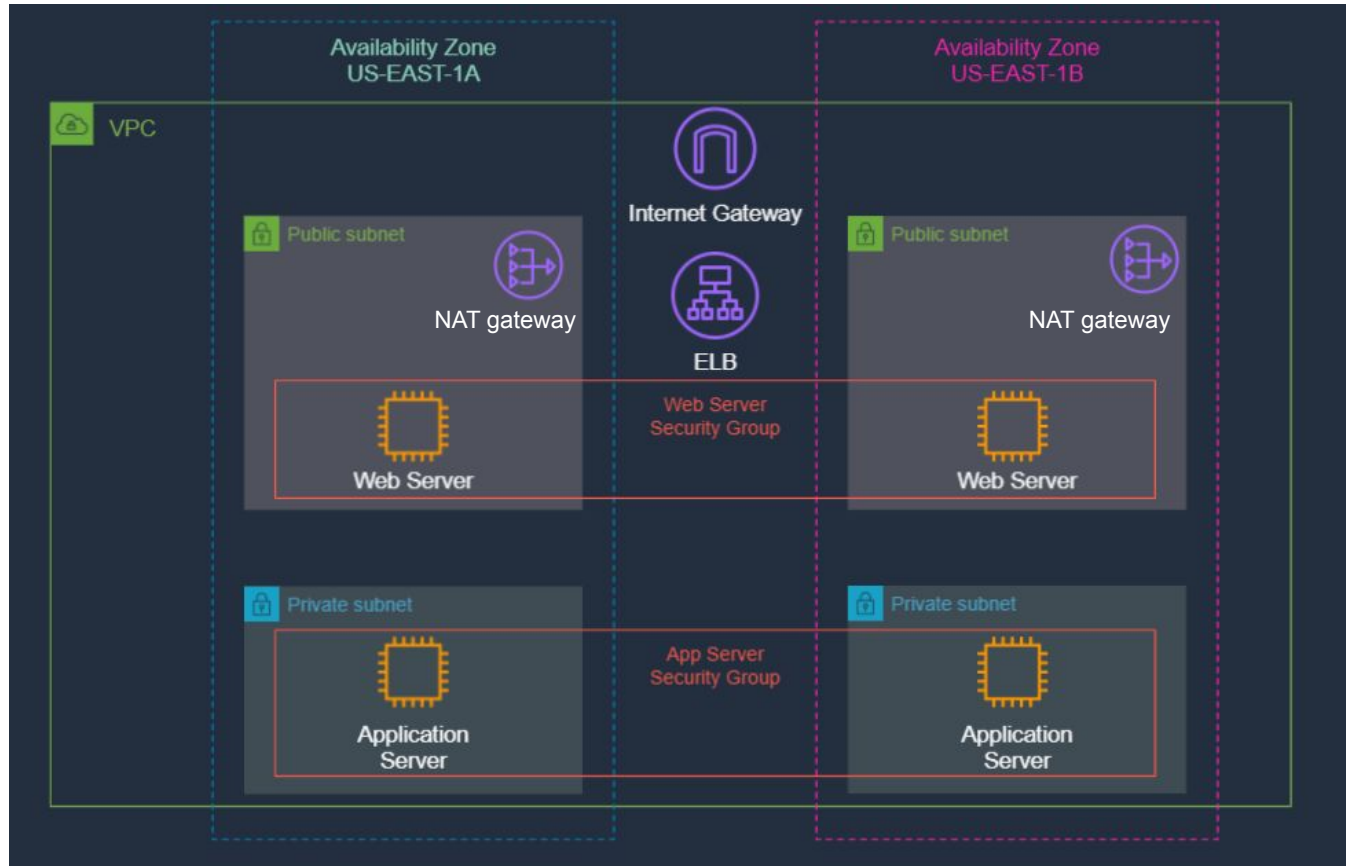 Availability Zone
US-EAST-1A
Availability Zone
US-EAST-1B
VPC
Internet Gateway
Public subnet
Public subnet
NAT gateway
NAT gateway
ELB
Web Server
Security Group
Web Server
Web Server
Private subnet
Private subnet
App Server
Security Group
Application
Server
Application
Server